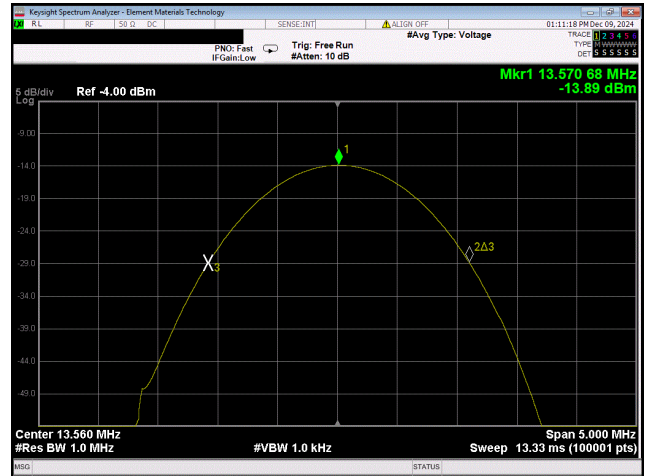 Keysight Spectrum Analyzer - Element Materials Technology
LXI RL RF 50 Ω DC SENSE:INT ALIGN OFF 01:11:18 PM Dec 09, 2024
#Avg Type: Voltage TRACE 1 2 3 4 5 6
PNO: Fast Trig: Free Run TYPE M WWWWW
IFGain:Low #Atten: 10 dB DET S S S S S S
Mkr1 13.570 68 MHz
5 dB/div Ref -4.00 dBm -13.89 dBm
Log
-9.00
1
-14.0
-19.0
-24.0
2Δ3
-29.0
X3
-34.0
-39.0
-44.0
-49.0
Center 13.560 MHz Span 5.000 MHz
#Res BW 1.0 MHz #VBW 1.0 kHz Sweep 13.33 ms (100001 pts)
MSG STATUS